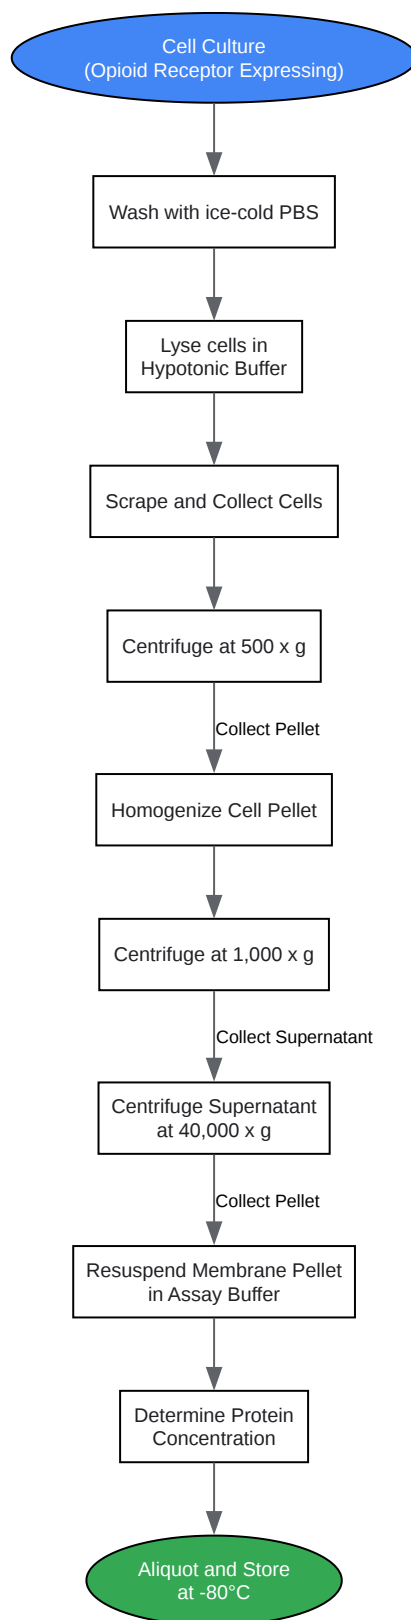 Cell Culture
(Opioid Receptor Expressing)
Wash with ice-cold PBS
Lyse cells in
Hypotonic Buffer
Scrape and Collect Cells
Centrifuge at 500 x g
Collect Pellet
Homogenize Cell Pellet
Centrifuge at 1,000 x g
Collect Supernatant
Centrifuge Supernatant
at 40,000 x g
Collect Pellet
Resuspend Membrane Pellet
in Assay Buffer
Determine Protein
Concentration
Aliquot and Store
at -80°C